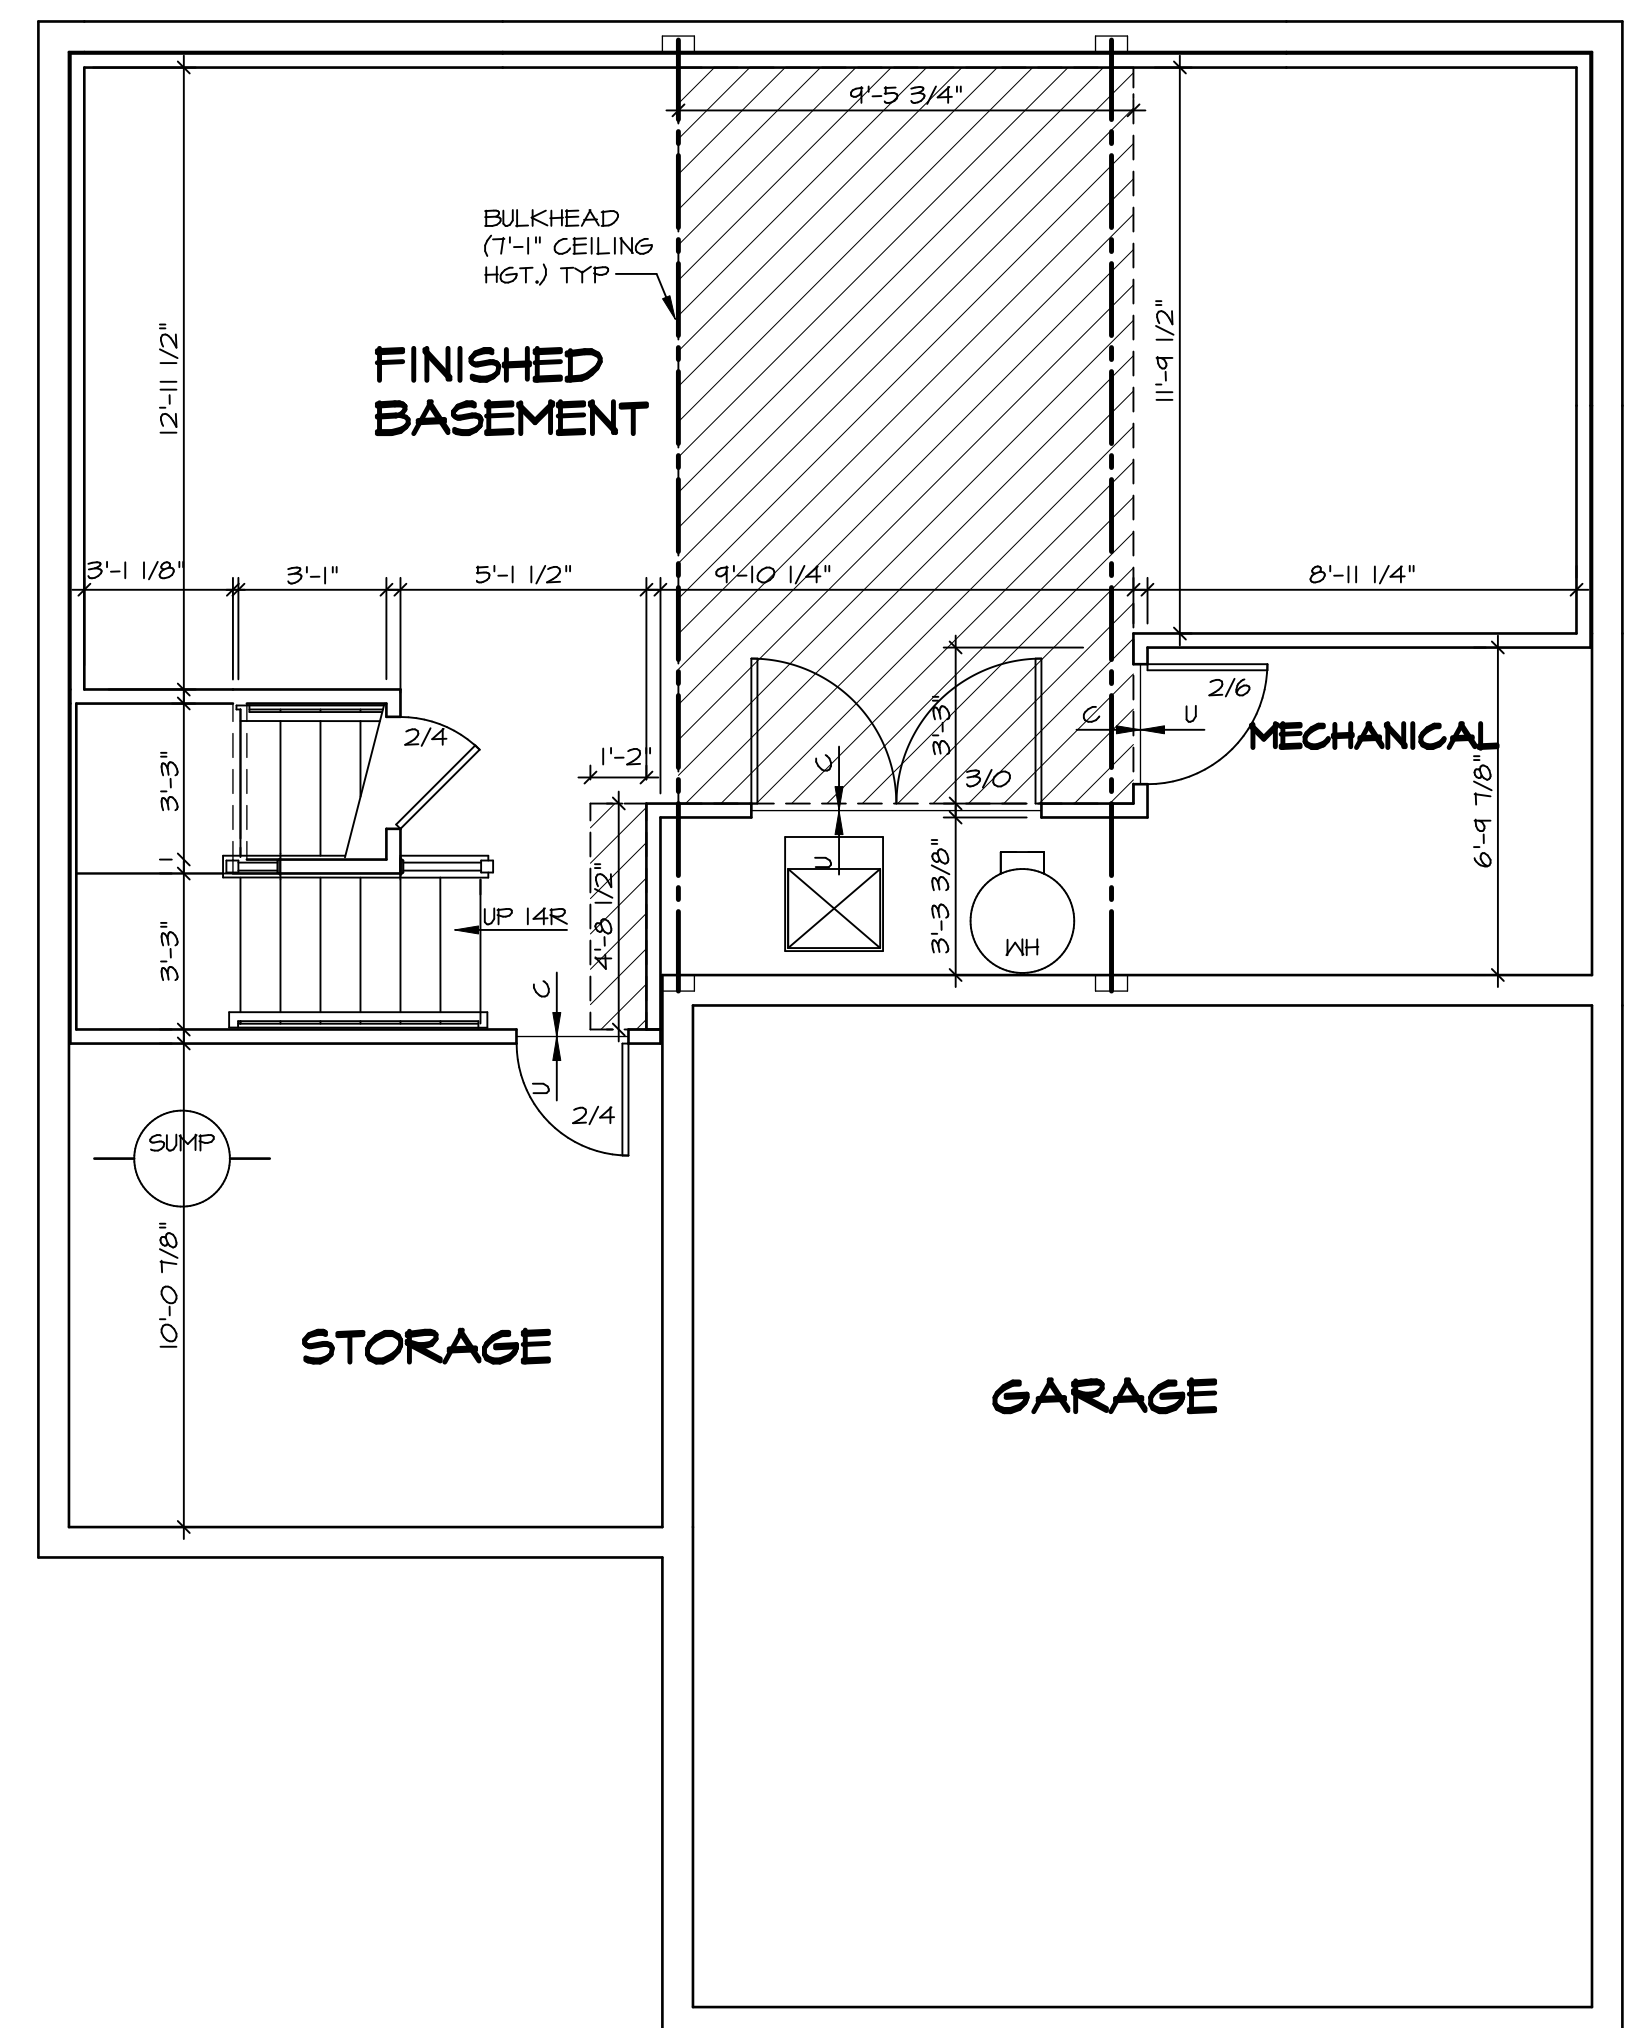 9'-5 3/4"
BULKHEAD
(7'-1" CEILING
HGT.) TYP
12'-11 1/2"
11'-9 1/2"
FINISHED
BASEMENT
3'-1 1/8"
3'-1"
5'-1 1/2"
9'-10 1/4"
8'-11 1/4"
2/6
C
U
2/4
3'-3"
MECHANICAL
1'-2"
C
3/0
3'-3"
6'-9 7/8"
U
4'-8 1/2"
3'-3 3/8"
UP 14R
3'-3"
WH
C
U
2/4
SUMP
10'-0 7/8"
STORAGE
GARAGE